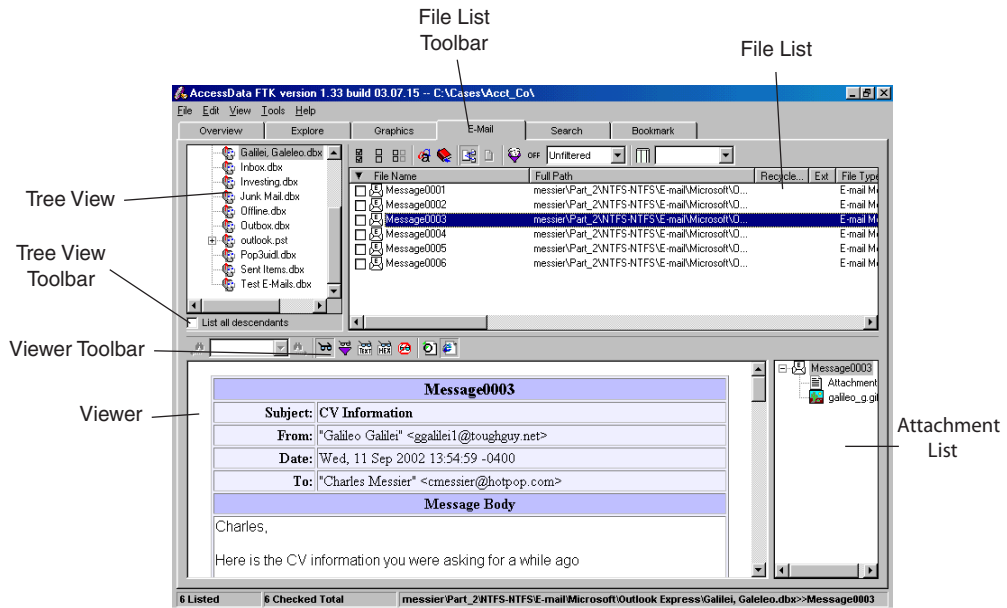 File List
Toolbar
File List
AccessData FTK version 1.33 build 03.07.15 -- C:\Cases\Acct_Co\
File Edit View Tools Help
Overview Explore Graphics E-Mail Search Bookmark
Galilei, Galeleo.dbx
Inbox.dbx
Investing.dbx
Junk Mail.dbx
Offline.dbx
Outbox.dbx
outlook.pst
Pop3uidl.dbx
Sent Items.dbx
Test E-Mails.dbx
List all descendants
Tree View
Tree View
Toolbar
OFF Unfiltered
File Name Full Path Recycle... Ext File Type
Message0001 messier\Part_2\NTFS-NTFS\E-mail\Microsoft\O... E-mail M
Message0002 messier\Part_2\NTFS-NTFS\E-mail\Microsoft\O... E-mail M
Message0003 messier\Part_2\NTFS-NTFS\E-mail\Microsoft\O... E-mail M
Message0004 messier\Part_2\NTFS-NTFS\E-mail\Microsoft\O... E-mail M
Message0005 messier\Part_2\NTFS-NTFS\E-mail\Microsoft\O... E-mail M
Message0006 messier\Part_2\NTFS-NTFS\E-mail\Microsoft\O... E-mail M
Viewer Toolbar
TEXT HEX
Viewer
Message0003
Subject: CV Information
From: "Galileo Galilei" <ggalilei1@toughguy.net>
Date: Wed, 11 Sep 2002 13:54:59 -0400
To: "Charles Messier" <cmessier@hotpop.com>
Message Body
Charles,
Here is the CV information you were asking for a while ago
Message0003
Attachment
galileo_g.gif
Attachment
List
6 Listed 6 Checked Total messier\Part_2\NTFS-NTFS\E-mail\Microsoft\Outlook Express\Galilei, Galeleo.dbx>>Message0003